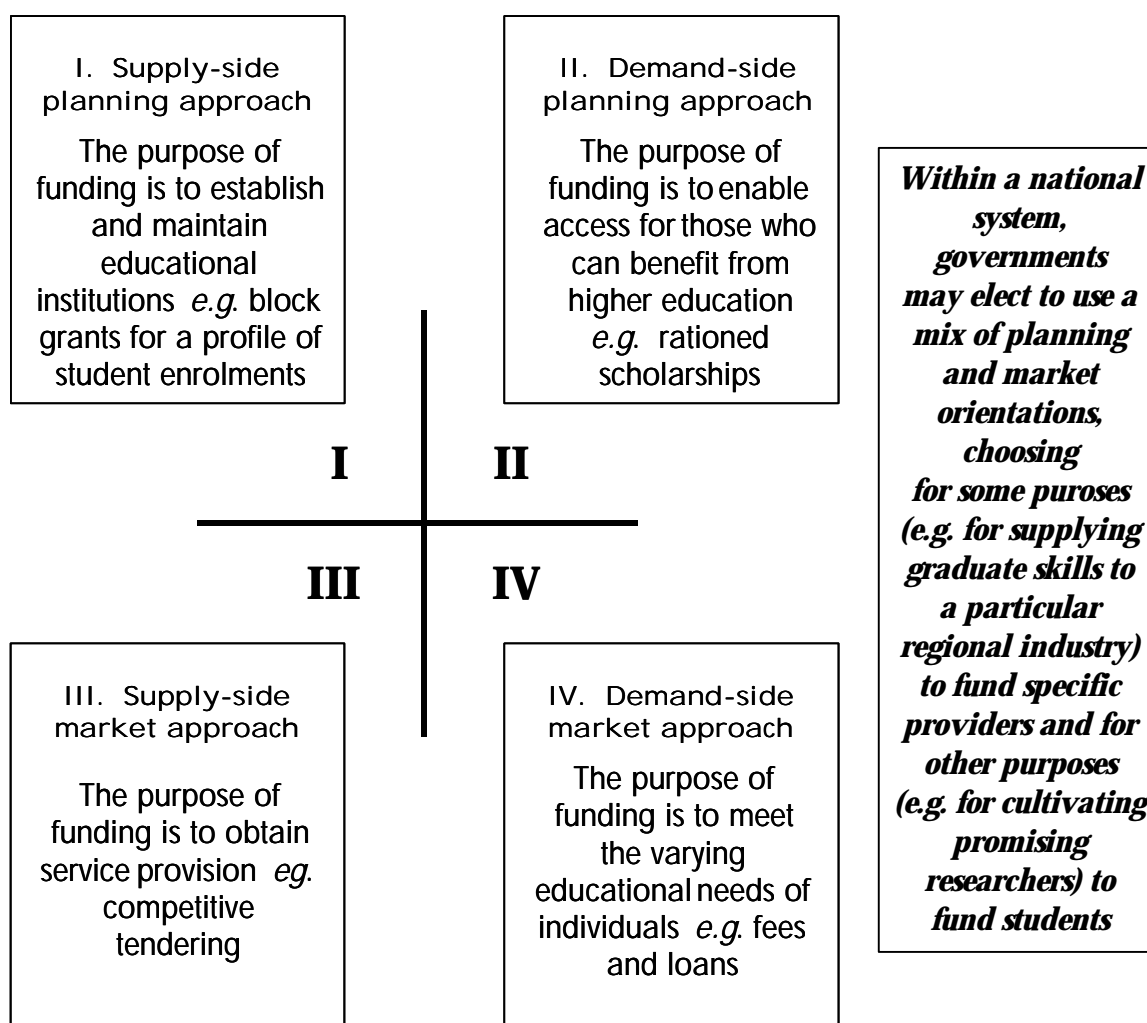 I. Supply-side
planning approach
The purpose of
funding is to establish
and maintain
educational
institutions e.g. block
grants for a profile of
student enrolments
II. Demand-side
planning approach
The purpose of
funding is to enable
access for those who
can benefit from
higher education
e.g. rationed
scholarships
I
II
III
IV
III. Supply-side
market approach
The purpose of
funding is to obtain
service provision eg.
competitive
tendering
IV. Demand-side
market approach
The purpose of
funding is to meet
the varying
educational needs of
individuals e.g. fees
and loans
Within a national
system,
governments
may elect to use a
mix of planning
and market
orientations,
choosing
for some puroses
(e.g. for supplying
graduate skills to
a particular
regional industry)
to fund specific
providers and for
other purposes
(e.g. for cultivating
promising
researchers) to
fund students